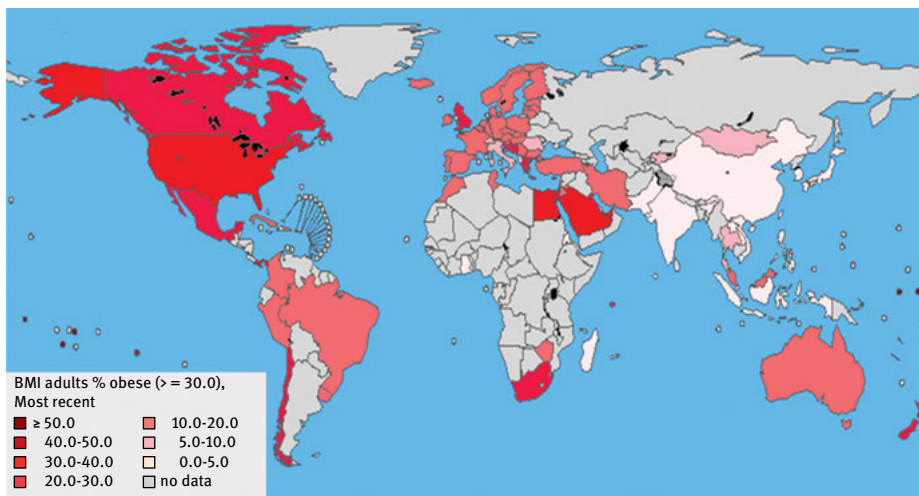 BMI adults % obese (> = 30.0),
Most recent
≥ 50.0
40.0-50.0
30.0-40.0
20.0-30.0
10.0-20.0
5.0-10.0
0.0-5.0
no data